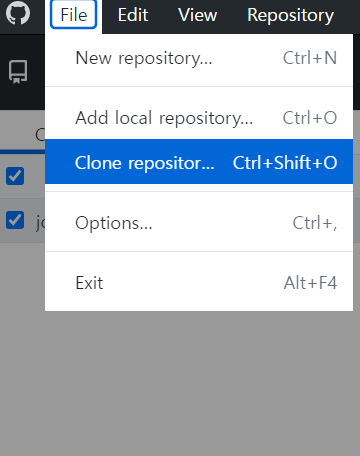 File Edit View Repository
New repository... Ctrl+N
Add local repository... Ctrl+O
Clone repositor... Ctrl+Shift+O
Options... Ctrl+,
Exit Alt+F4